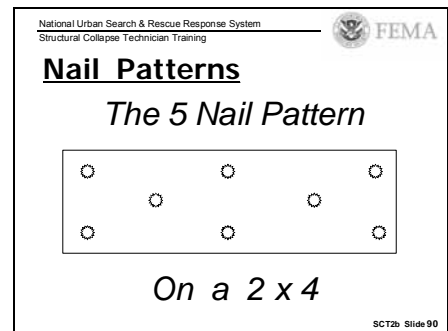 National Urban Search & Rescue Response System
Structural Collapse Technician Training
FEMA
Nail Patterns
The 5 Nail Pattern
On a 2 x 4
SCT2b Slide 90